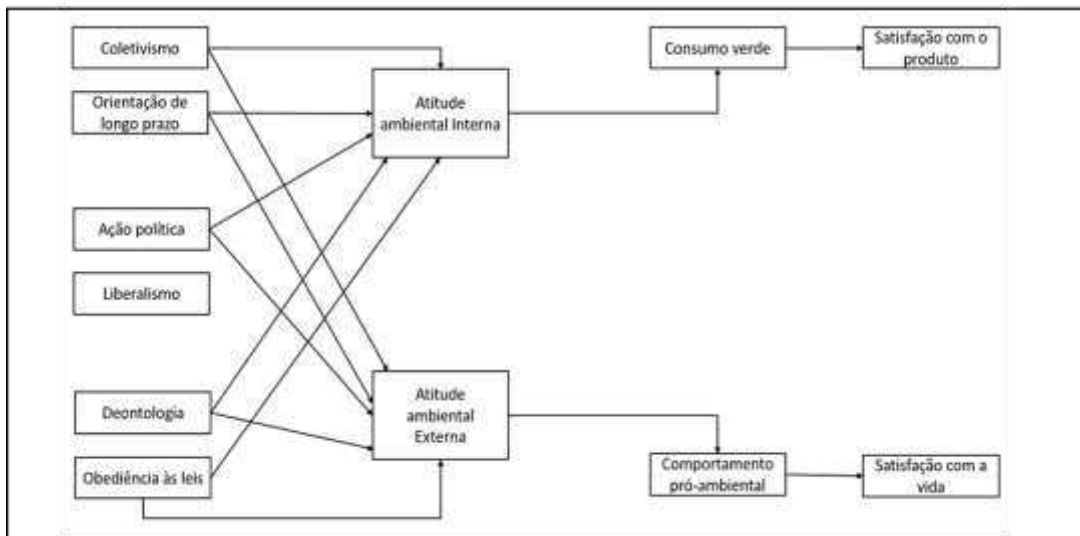 Coletivismo
Orientação de
longo prazo
Ação política
Liberalismo
Deontologia
Obediência às leis
Atitude
ambiental Interna
Atitude
ambiental
Externa
Consumo verde
Satisfação com o
produto
Comportamento
pró-ambiental
Satisfação com a
vida